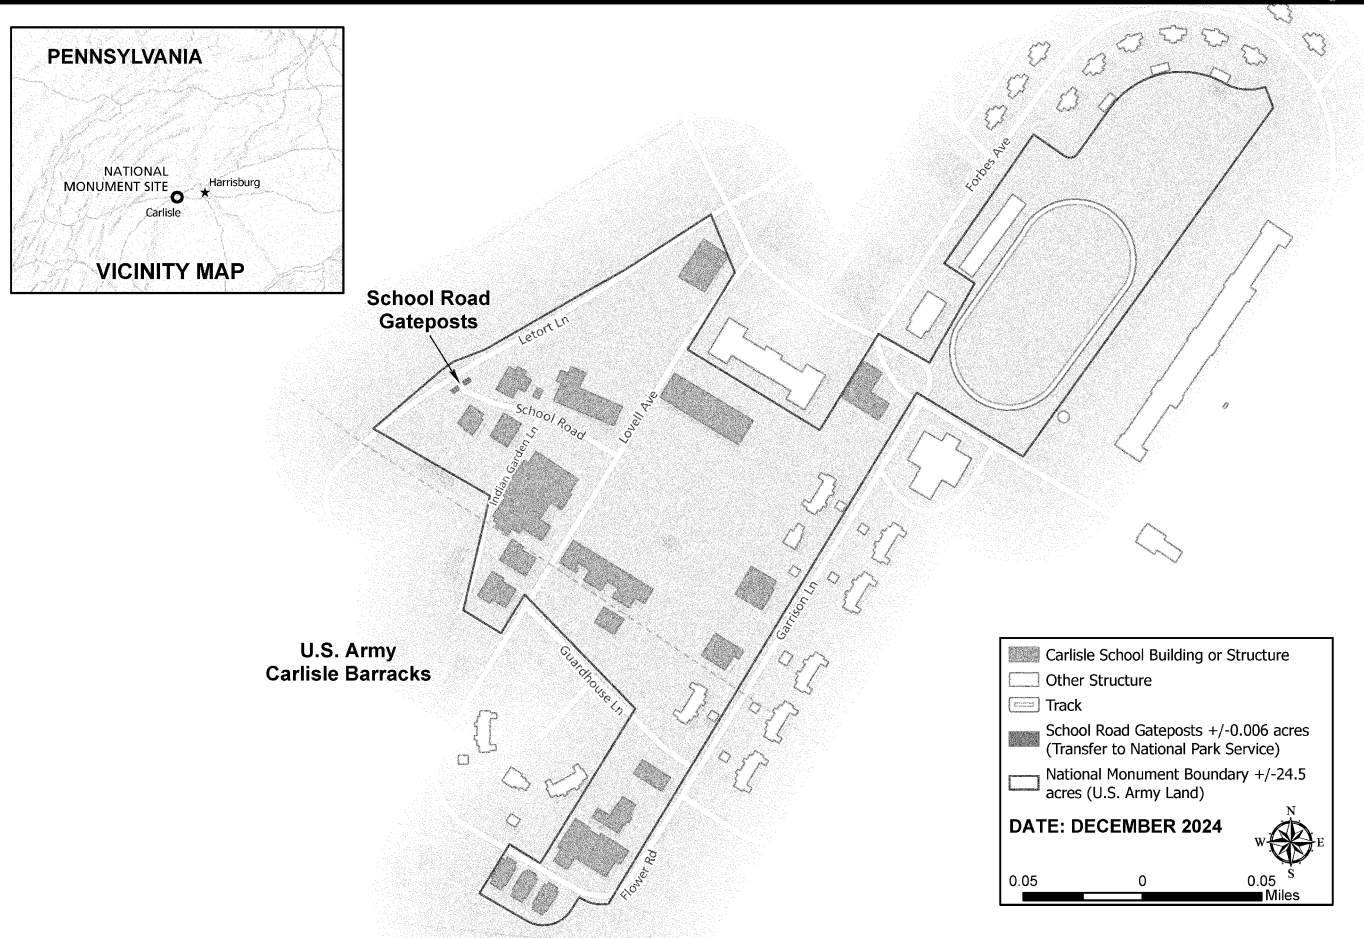 PENNSYLVANIA
NATIONAL
MONUMENT SITE
Harrisburg
Carlisle
VICINITY MAP
School Road
Gateposts
Letort Ln
Forbes Ave
School Road
Lovell Ave
Indian Garden Ln
Garrison Ln
Guardhouse Ln
Flower Rd
U.S. Army
Carlisle Barracks
Carlisle School Building or Structure
Other Structure
Track
School Road Gateposts +/-0.006 acres
(Transfer to National Park Service)
National Monument Boundary +/-24.5
acres (U.S. Army Land)
DATE: DECEMBER 2024
N
W
E
S
0.05
0
0.05
Miles